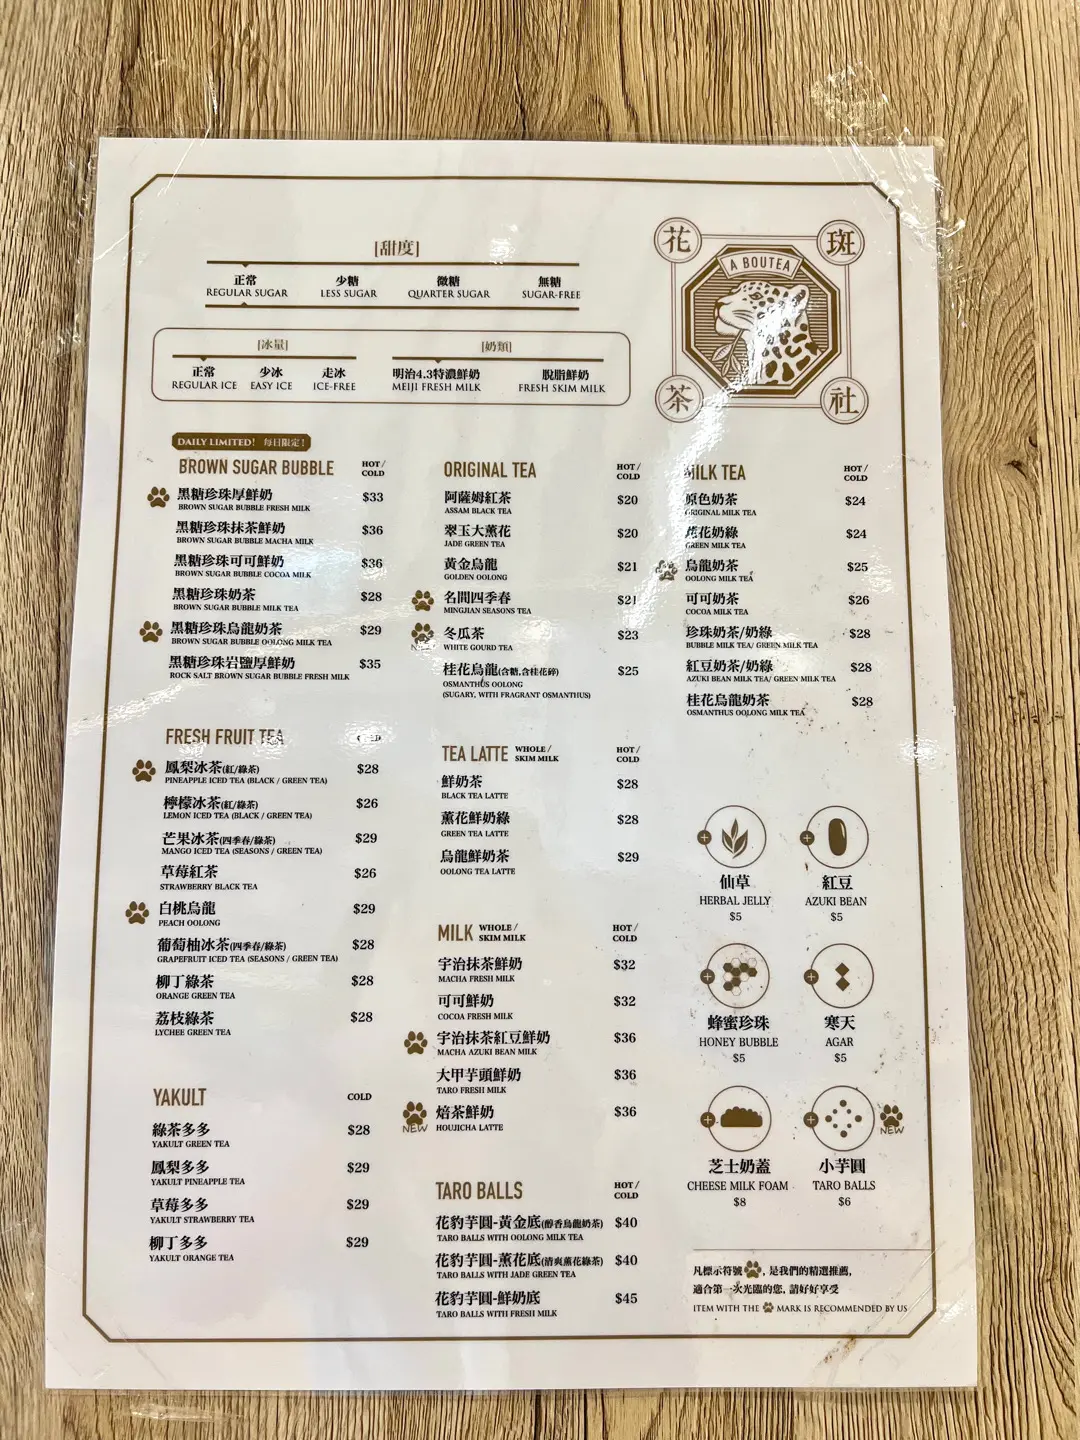 [甜度]
正常 少糖 微糖 無糖
REGULAR SUGAR LESS SUGAR QUARTER SUGAR SUGAR-FREE
[冰量] [奶類]
正常 少冰 走冰 明治4.3特濃鮮奶 脫脂鮮奶
REGULAR ICE EASY ICE ICE-FREE MEIJI FRESH MILK FRESH SKIM MILK
花 斑
A BOUTEA
茶 社
DAILY LIMITED! 每日限定!
BROWN SUGAR BUBBLE HOT / COLD
黑糖珍珠厚鮮奶 $33
BROWN SUGAR BUBBLE FRESH MILK
黑糖珍珠抹茶鮮奶 $36
BROWN SUGAR BUBBLE MACHA MILK
黑糖珍珠可可鮮奶 $36
BROWN SUGAR BUBBLE COCOA MILK
黑糖珍珠奶茶 $28
BROWN SUGAR BUBBLE MILK TEA
黑糖珍珠烏龍奶茶 $29
BROWN SUGAR BUBBLE OOLONG MILK TEA
黑糖珍珠岩鹽厚鮮奶 $35
ROCK SALT BROWN SUGAR BUBBLE FRESH MILK
FRESH FRUIT TEA COLD
鳳梨冰茶(紅/綠茶) $28
PINEAPPLE ICED TEA (BLACK / GREEN TEA)
檸檬冰茶(紅/綠茶) $26
LEMON ICED TEA (BLACK / GREEN TEA)
芒果冰茶(四季春/綠茶) $29
MANGO ICED TEA (SEASONS / GREEN TEA)
草莓紅茶 $26
STRAWBERRY BLACK TEA
白桃烏龍 $29
PEACH OOLONG
葡萄柚冰茶(四季春/綠茶) $28
GRAPEFRUIT ICED TEA (SEASONS / GREEN TEA)
柳丁綠茶 $28
ORANGE GREEN TEA
荔枝綠茶 $28
LYCHEE GREEN TEA
YAKULT COLD
綠茶多多 $28
YAKULT GREEN TEA
鳳梨多多 $29
YAKULT PINEAPPLE TEA
草莓多多 $29
YAKULT STRAWBERRY TEA
柳丁多多 $29
YAKULT ORANGE TEA
ORIGINAL TEA HOT / COLD
阿薩姆紅茶 $20
ASSAM BLACK TEA
翠玉大薰花 $20
JADE GREEN TEA
黃金烏龍 $21
GOLDEN OOLONG
名間四季春 $21
MINGJIAN SEASONS TEA
冬瓜茶 $23
NEW WHITE GOURD TEA
桂花烏龍(含糖,含桂花碎) $25
OSMANTHUS OOLONG
(SUGARY, WITH FRAGRANT OSMANTHUS)
TEA LATTE WHOLE / SKIM MILK HOT / COLD
鮮奶茶 $28
BLACK TEA LATTE
薰花鮮奶綠 $28
GREEN TEA LATTE
烏龍鮮奶茶 $29
OOLONG TEA LATTE
MILK WHOLE / SKIM MILK HOT / COLD
宇治抹茶鮮奶 $32
MACHA FRESH MILK
可可鮮奶 $32
COCOA FRESH MILK
宇治抹茶紅豆鮮奶 $36
MACHA AZUKI BEAN MILK
大甲芋頭鮮奶 $36
TARO FRESH MILK
焙茶鮮奶 $36
NEW HOUJICHA LATTE
TARO BALLS HOT / COLD
花豹芋圓-黃金底(醇香烏龍奶茶) $40
TARO BALLS WITH OOLONG MILK TEA
花豹芋圓-薰花底(清爽薰花綠茶) $40
TARO BALLS WITH JADE GREEN TEA
花豹芋圓-鮮奶底 $45
TARO BALLS WITH FRESH MILK
MILK TEA HOT / COLD
原色奶茶 $24
ORIGINAL MILK TEA
薰花奶綠 $24
GREEN MILK TEA
烏龍奶茶 $25
OOLONG MILK TEA
可可奶茶 $26
COCOA MILK TEA
珍珠奶茶/奶綠 $28
BUBBLE MILK TEA/ GREEN MILK TEA
紅豆奶茶/奶綠 $28
AZUKI BEAN MILK TEA/ GREEN MILK TEA
桂花烏龍奶茶 $28
OSMANTHUS OOLONG MILK TEA
仙草 紅豆
HERBAL JELLY AZUKI BEAN
$5 $5
蜂蜜珍珠 寒天
HONEY BUBBLE AGAR
$5 $5
NEW
芝士奶蓋 小芋圓
CHEESE MILK FOAM TARO BALLS
$8 $6
凡標示符號 , 是我們的精選推薦,
適合第一次光臨的您, 請好好享受
ITEM WITH THE MARK IS RECOMMENDED BY US